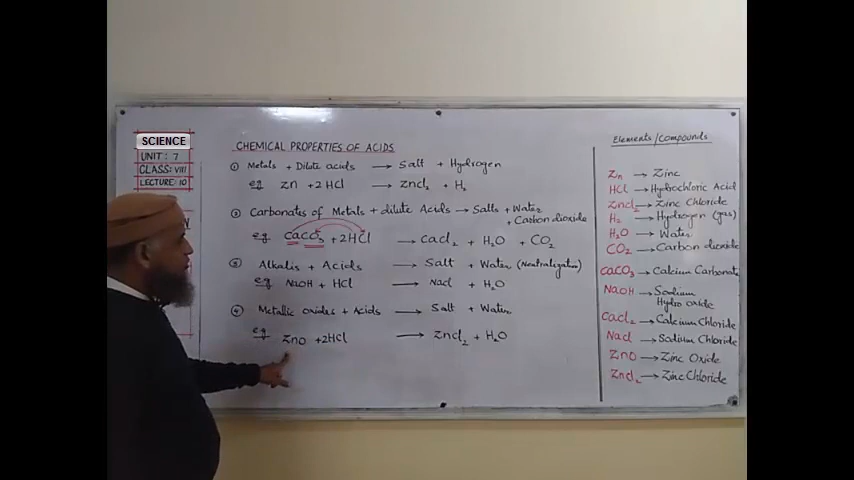 SCIENCE
UNIT: 7
CLASS: VIII
LECTURE: 10
CHEMICAL PROPERTIES OF ACIDS
① Metals + Dilute acids → Salt + Hydrogen
eg Zn + 2 HCl → Zncl₂ + H₂
② Carbonates of Metals + dilute Acids → Salts + Water
+ Carbon dioxide
eg CaCO₃ + 2HCl → CaCl₂ + H₂O + CO₂
③ Alkalis + Acids → Salt + Water (Neutralization)
eg NaOH + HCl → Nacl + H₂O
④ Metallic oxides + Acids → Salt + Water
eg ZnO + 2HCl → Zncl₂ + H₂O
Elements/Compounds
Zn → Zinc
HCl → Hydrochloric Acid
Zncl₂ → Zinc Chloride
H₂ → Hydrogen (gas)
H₂O → Water
CO₂ → Carbon dioxide
CaCO₃ → Calcium Carbonate
NaOH → Sodium
Hydroxide
Cacl₂ → Calcium Chloride
Nacl → Sodium Chloride
ZnO → Zinc Oxide
Zncl₂ → Zinc Chloride